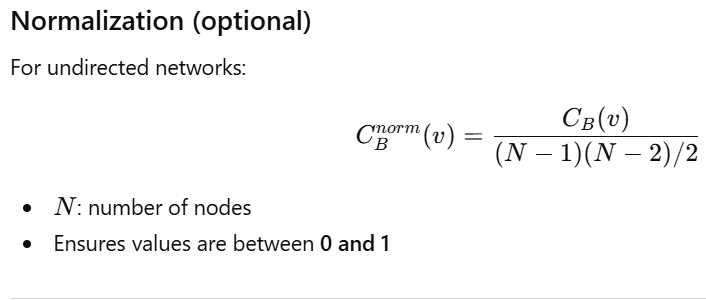 Normalization (optional)
For undirected networks:
C_B^{norm}(v) = \frac{C_B(v)}{(N − 1)(N − 2)/2}
• N: number of nodes
• Ensures values are between 0 and 1